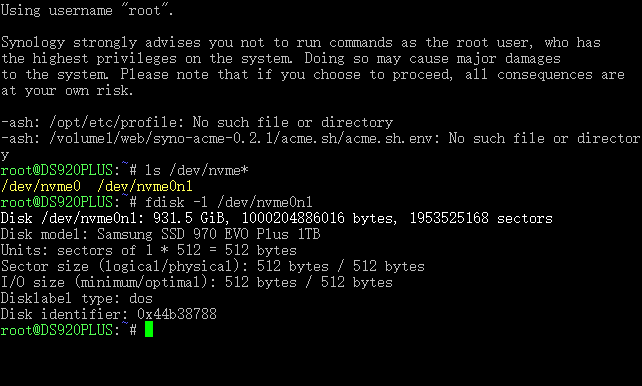 Using username "root".

Synology strongly advises you not to run commands as the root user, who has
the highest privileges on the system. Doing so may cause major damages
to the system. Please note that if you choose to proceed, all consequences are
at your own risk.

-ash: /opt/etc/profile: No such file or directory
-ash: /volume1/web/syno-acme-0.2.1/acme.sh/acme.sh.env: No such file or director
y
root@DS920PLUS:~# ls /dev/nvme*
/dev/nvme0  /dev/nvme0n1
root@DS920PLUS:~# fdisk -l /dev/nvme0n1
Disk /dev/nvme0n1: 931.5 GiB, 1000204886016 bytes, 1953525168 sectors
Disk model: Samsung SSD 970 EVO Plus 1TB
Units: sectors of 1 * 512 = 512 bytes
Sector size (logical/physical): 512 bytes / 512 bytes
I/O size (minimum/optimal): 512 bytes / 512 bytes
Disklabel type: dos
Disk identifier: 0x44b38788
root@DS920PLUS:~#